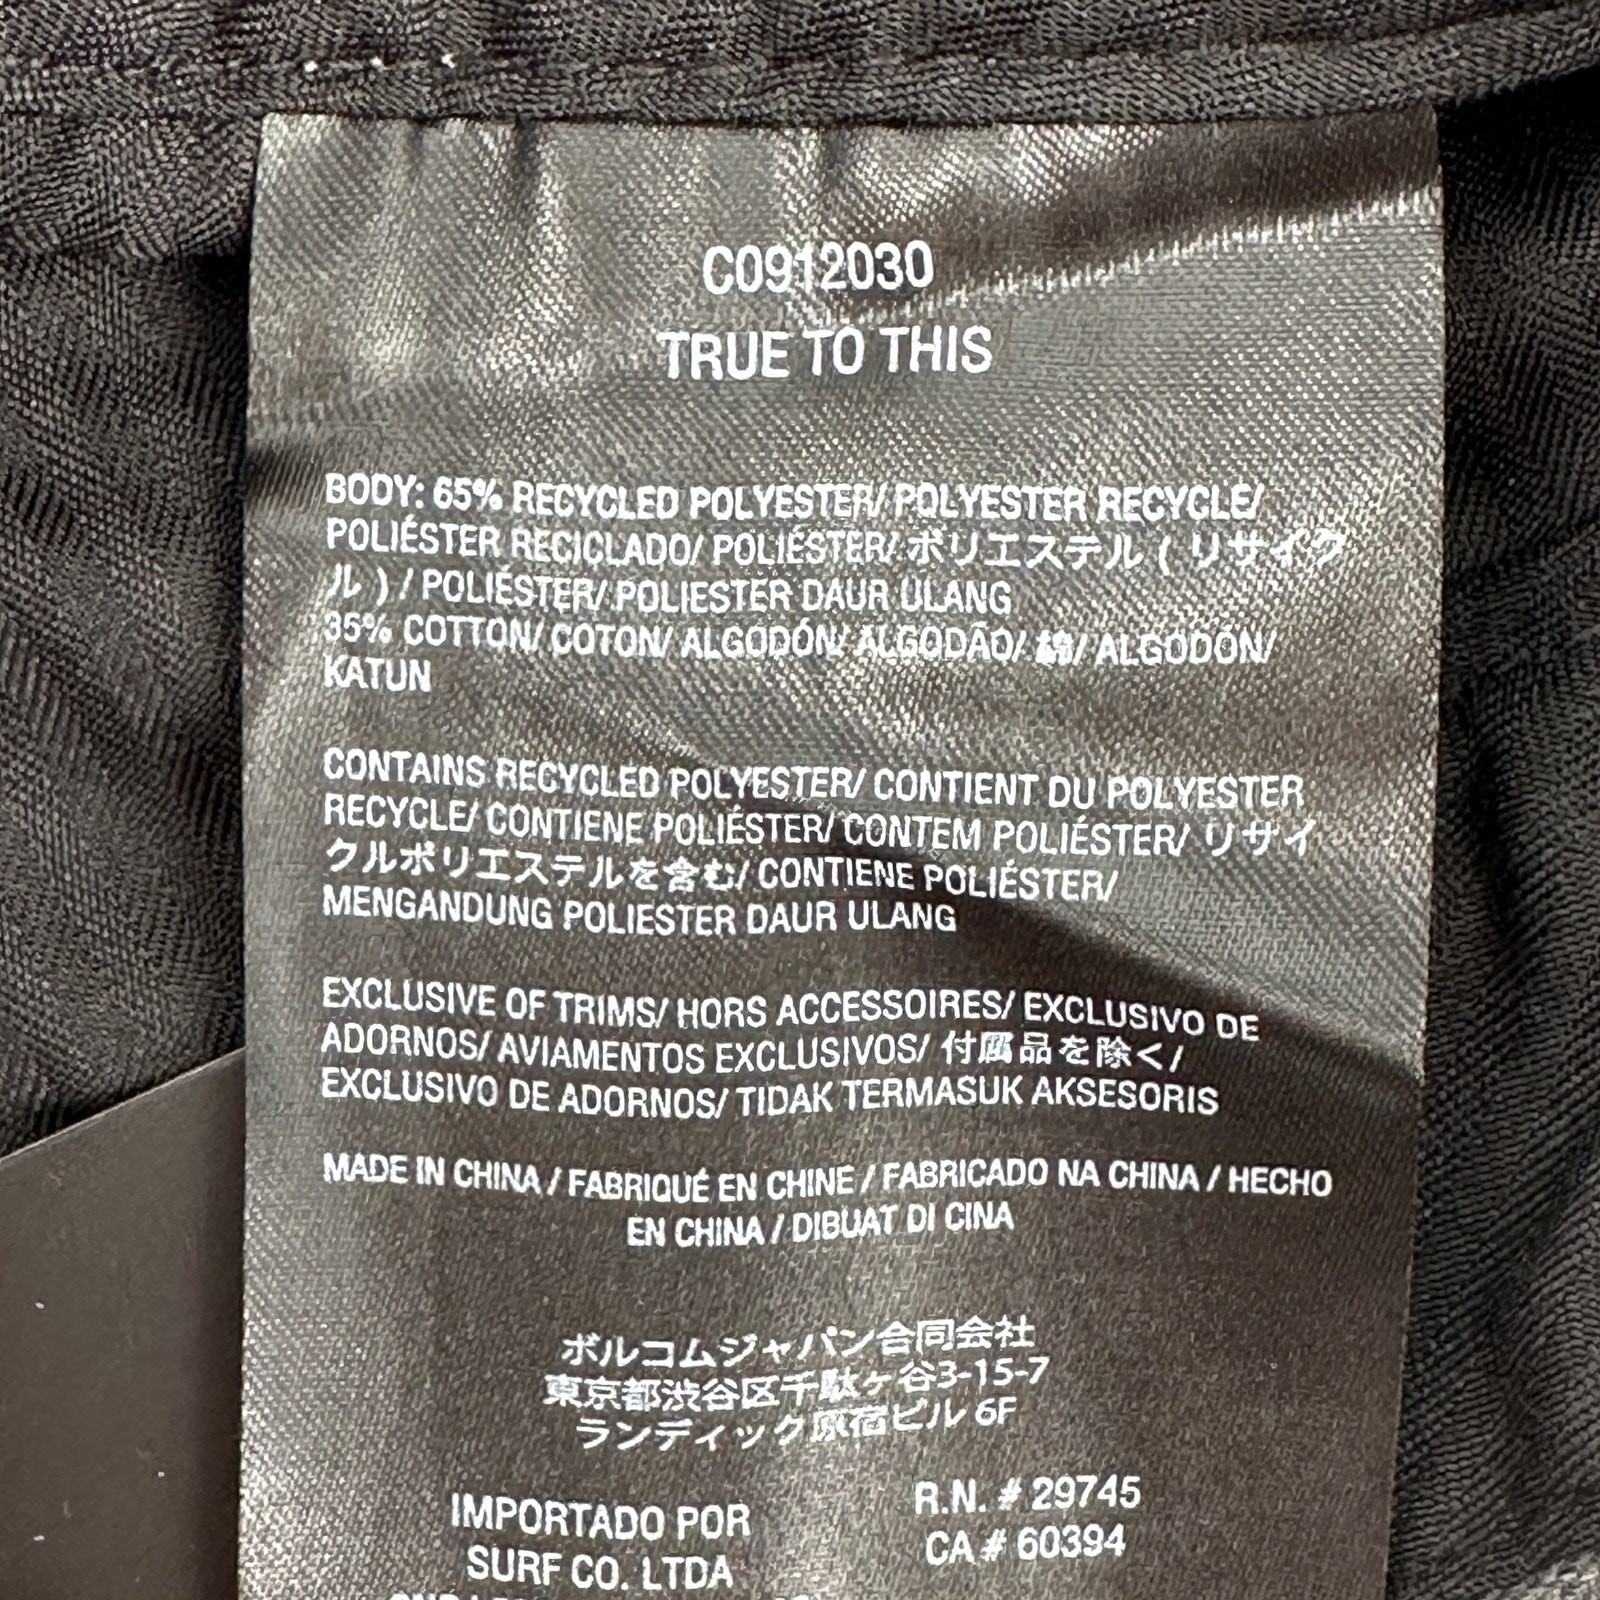 C0912030
TRUE TO THIS
BODY: 65% RECYCLED POLYESTER/ POLYESTER RECYCLÉ/
POLIÉSTER RECICLADO/ POLIÉSTER/ ポリエステル ( リサイク
ル ) / POLIÉSTER/ POLIESTER DAUR ULANG
35% COTTON/ COTON/ ALGODÓN/ ALGODÃO/ 綿/ ALGODÓN/
KATUN
CONTAINS RECYCLED POLYESTER/ CONTIENT DU POLYESTER
RECYCLE/ CONTIENE POLIÉSTER/ CONTEM POLIÉSTER/ リサイ
クルポリエステルを含む/ CONTIENE POLIÉSTER/
MENGANDUNG POLIESTER DAUR ULANG
EXCLUSIVE OF TRIMS/ HORS ACCESSOIRES/ EXCLUSIVO DE
ADORNOS/ AVIAMENTOS EXCLUSIVOS/ 付属品を除く/
EXCLUSIVO DE ADORNOS/ TIDAK TERMASUK AKSESORIS
MADE IN CHINA / FABRIQUÉ EN CHINE / FABRICADO NA CHINA / HECHO
EN CHINA / DIBUAT DI CINA
ボルコムジャパン合同会社
東京都渋谷区千駄ヶ谷3-15-7
ランディック原宿ビル 6F
IMPORTADO POR
SURF CO. LTDA
R.N. # 29745
CA # 60394